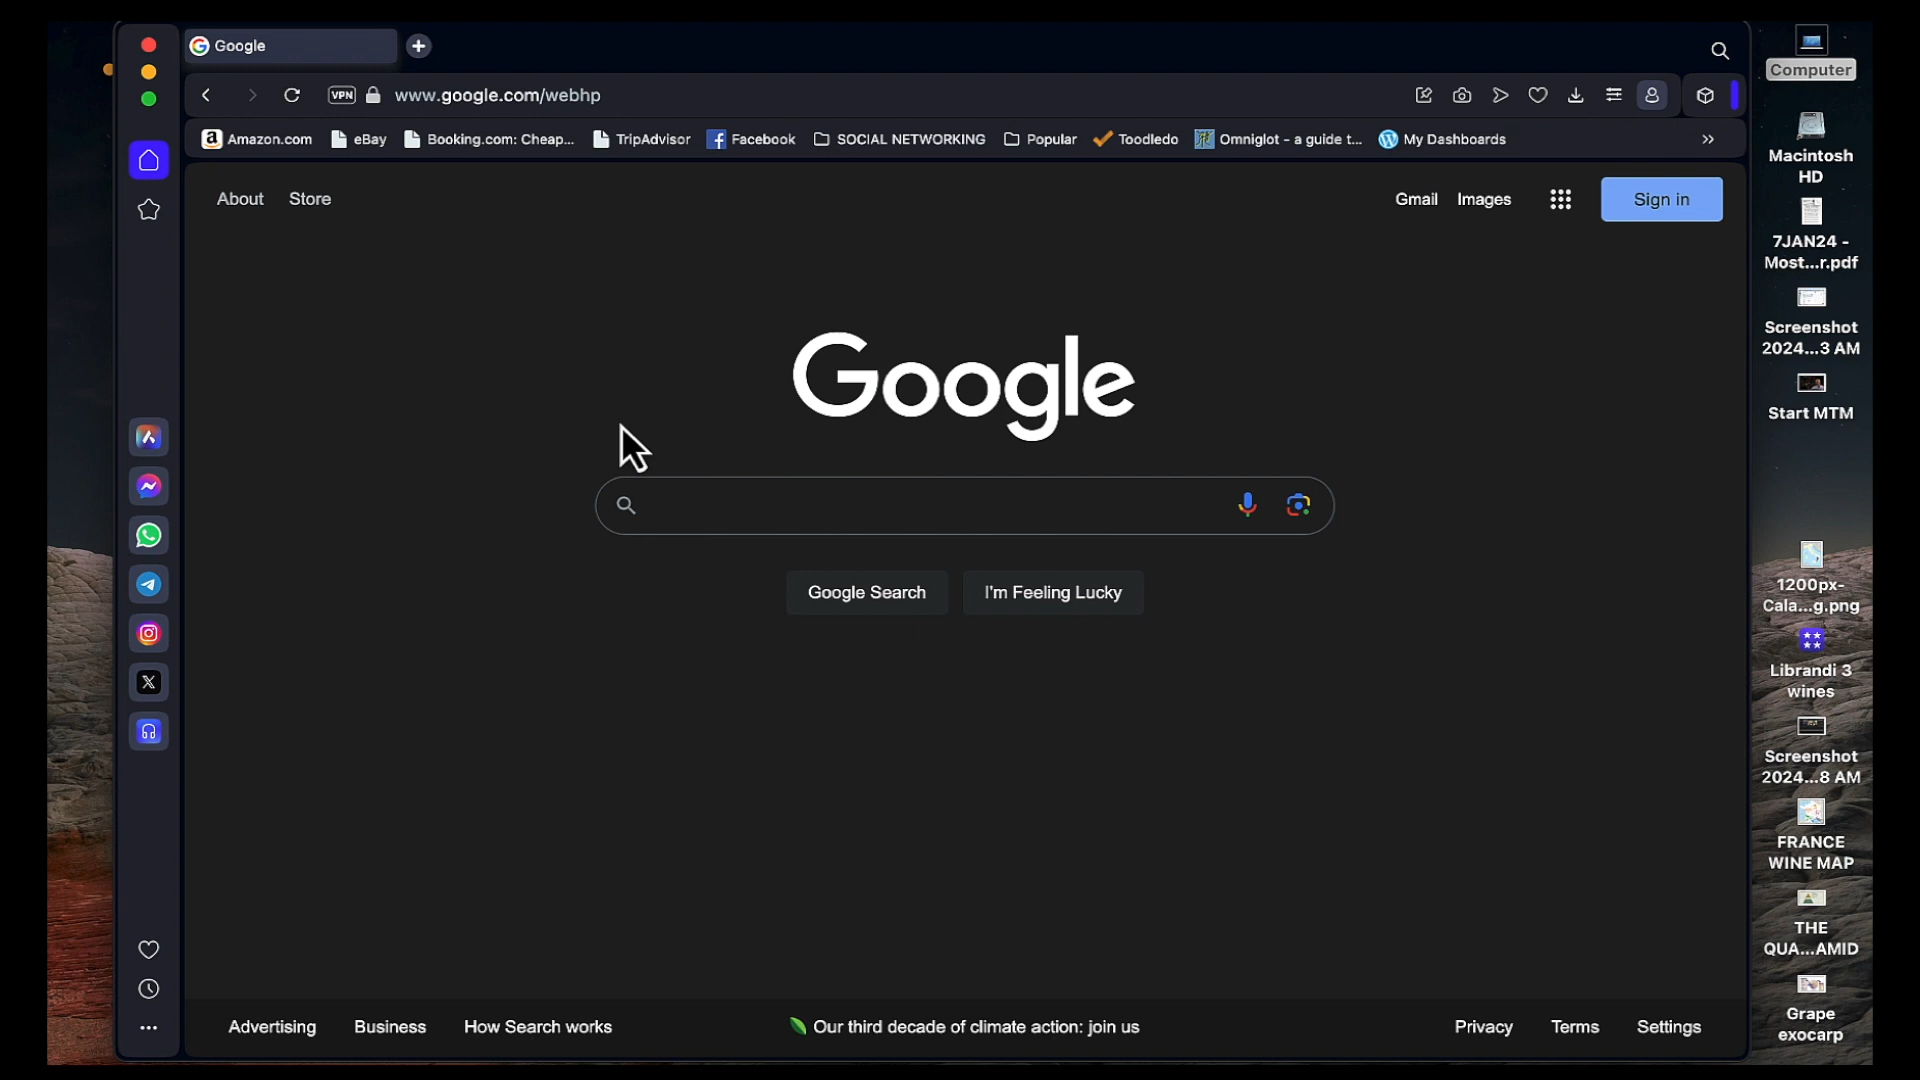 Google
VPN www.google.com/webhp
Amazon.com eBay Booking.com: Cheap... TripAdvisor Facebook SOCIAL NETWORKING Popular Toodledo Omniglot - a guide t... My Dashboards
About Store
Gmail Images Sign in
Google
Google Search I'm Feeling Lucky
Advertising Business How Search works
Our third decade of climate action: join us
Privacy Terms Settings
Computer
Macintosh
HD
7JAN24 -
Most...r.pdf
Screenshot
2024...3 AM
Start MTM
1200px-
Cala...g.png
Librandi 3
wines
Screenshot
2024...8 AM
FRANCE
WINE MAP
THE
QUA...AMID
Grape
exocarp